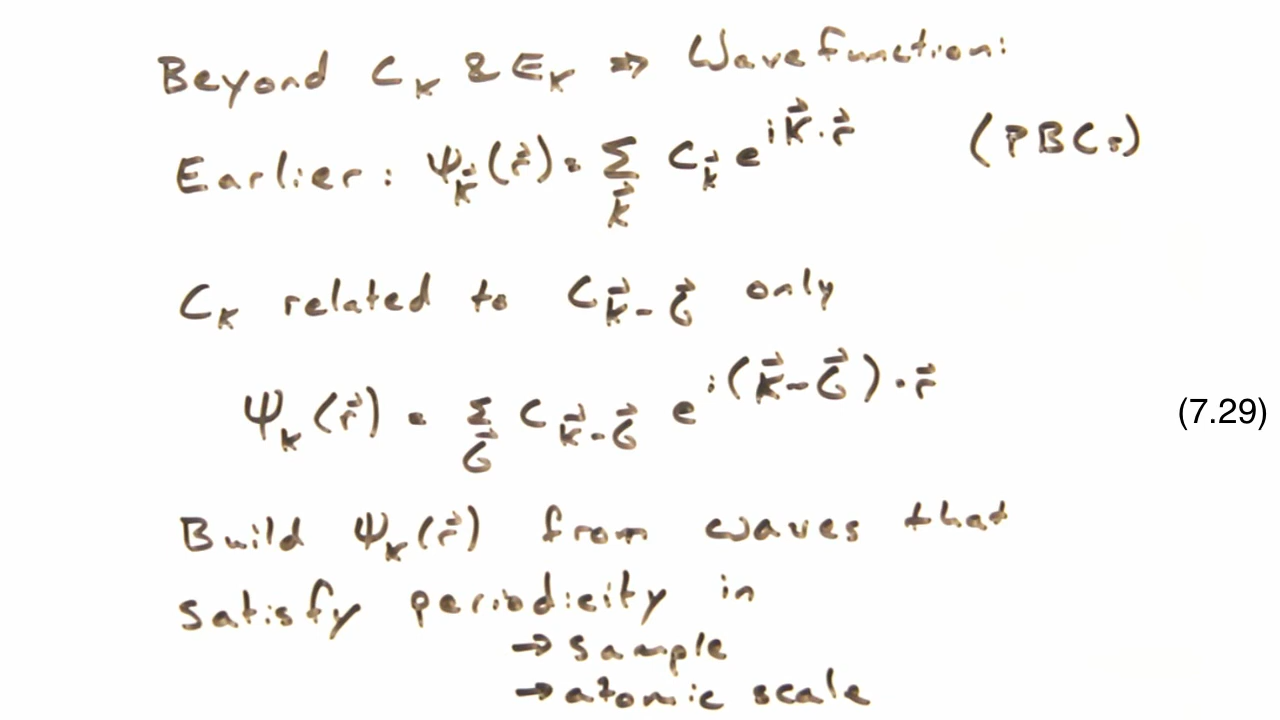 Beyond C_K & E_K ⇒ Wavefunction:
Earlier: ψ_k⃗(r⃗) = Σ_k⃗ C_k⃗ e^{i k⃗·r⃗} (PBCs)
C_K related to C_{k⃗-G⃗} only
ψ_k(r⃗) = Σ_G⃗ C_{k⃗-G⃗} e^{i(k⃗-G⃗)·r⃗} (7.29)
Build ψ_k(r⃗) from waves that
satisfy periodicity in
→ sample
→ atomic scale